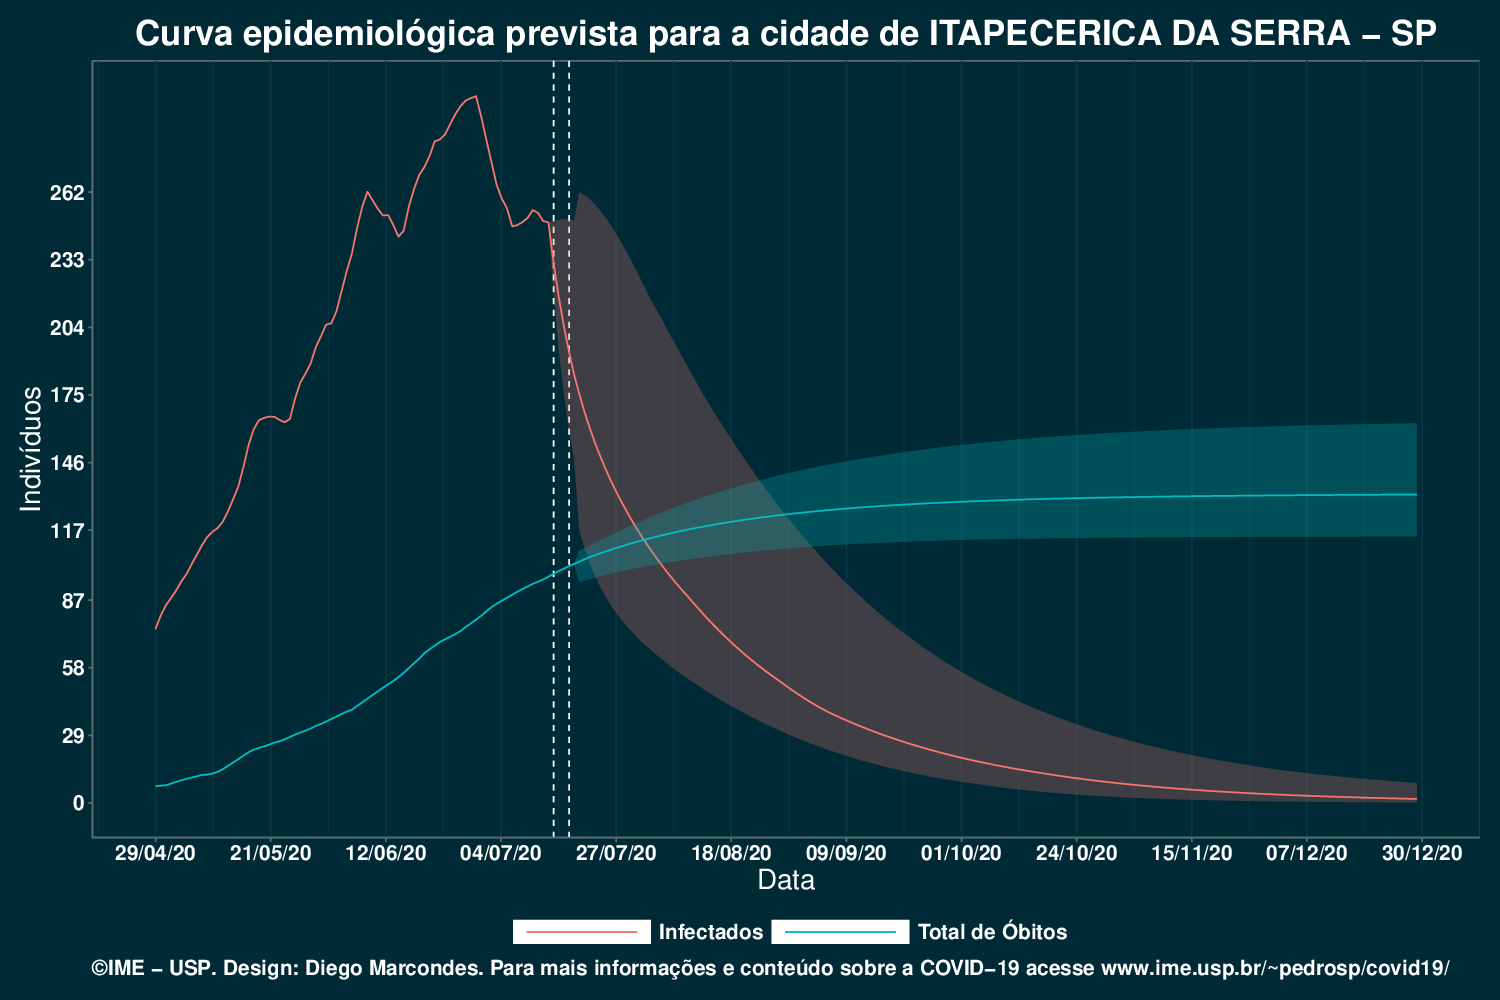 Curva epidemiológica prevista para a cidade de ITAPECERICA DA SERRA – SP
Indivíduos
262
233
204
175
146
117
87
58
29
0
29/04/20 21/05/20 12/06/20 04/07/20 27/07/20 18/08/20 09/09/20 01/10/20 24/10/20 15/11/20 07/12/20 30/12/20
Data
Infectados Total de Óbitos
©IME – USP. Design: Diego Marcondes. Para mais informações e conteúdo sobre a COVID–19 acesse www.ime.usp.br/~pedrosp/covid19/